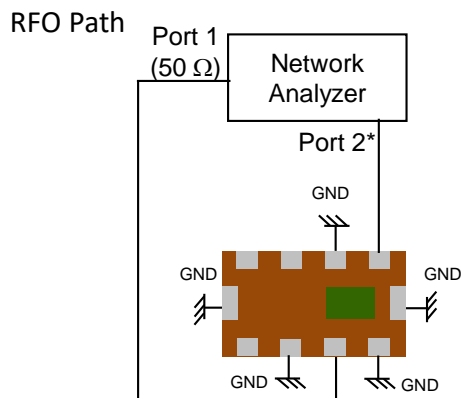 RFO Path
Port 1
(50 Ω)
Network
Analyzer
Port 2*
GND
GND
GND
GND
GND